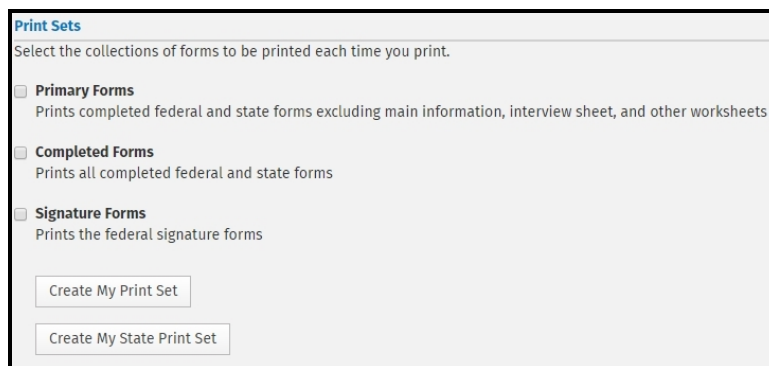 Print Sets
Select the collections of forms to be printed each time you print.
Primary Forms
Prints completed federal and state forms excluding main information, interview sheet, and other worksheets
Completed Forms
Prints all completed federal and state forms
Signature Forms
Prints the federal signature forms
Create My Print Set
Create My State Print Set